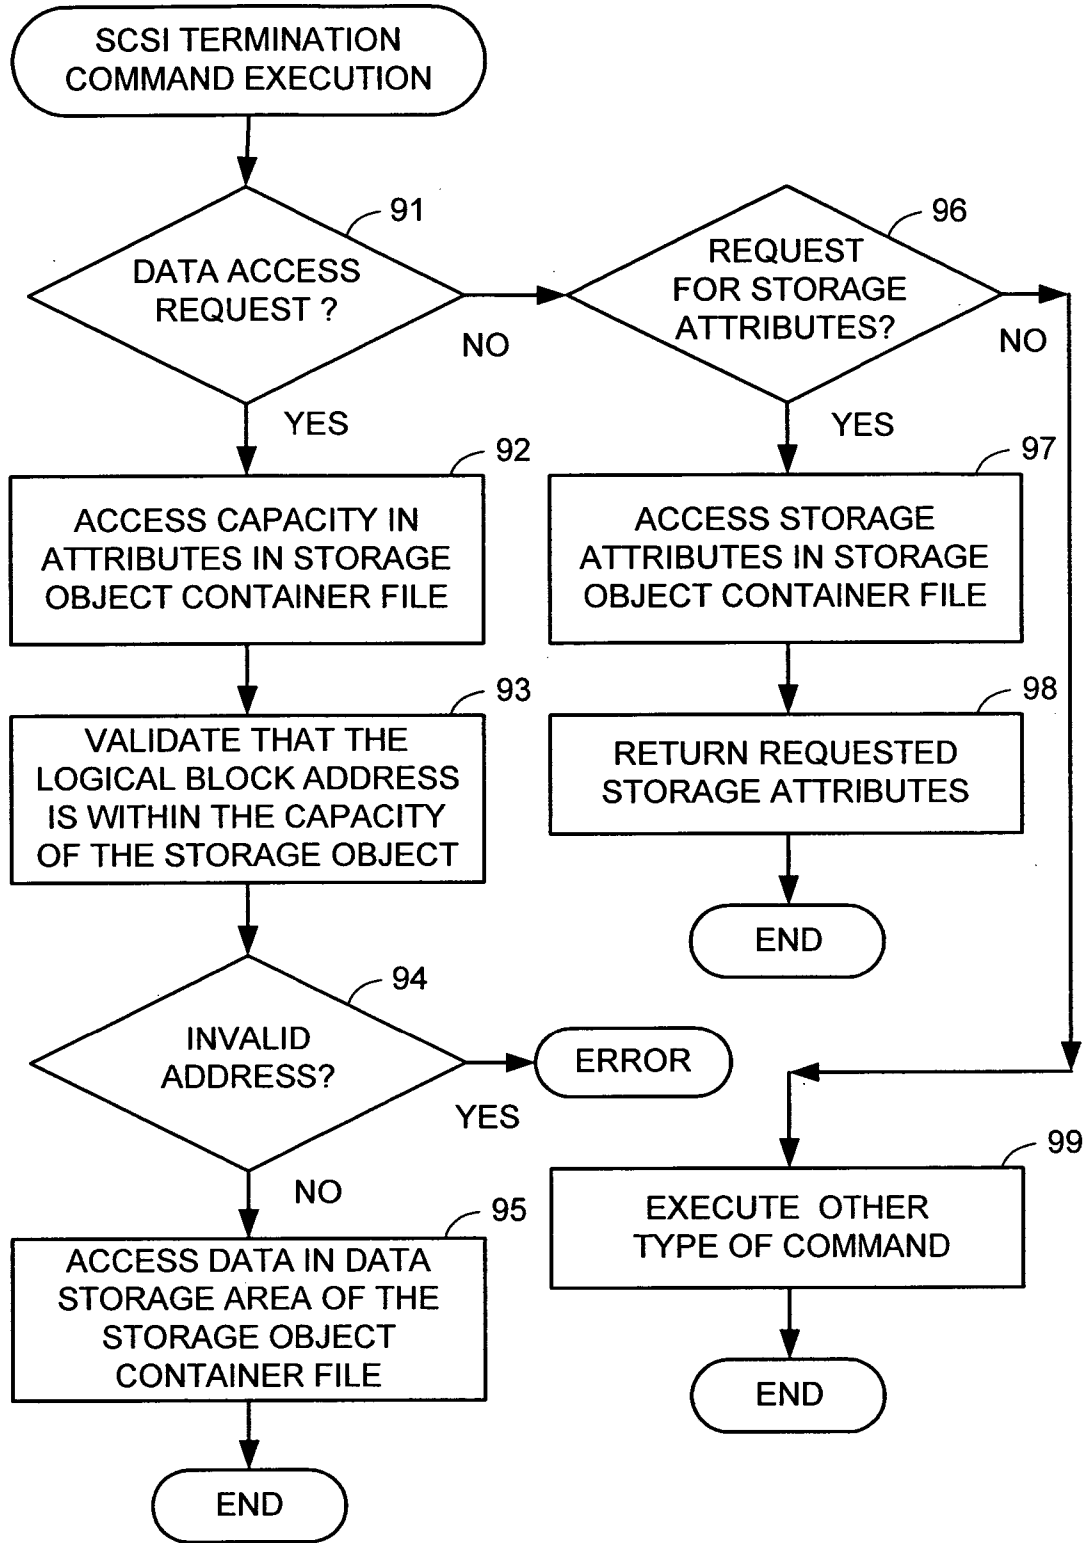 SCSI TERMINATION
COMMAND EXECUTION
91
DATA ACCESS
REQUEST ?
NO
YES
92
ACCESS CAPACITY IN
ATTRIBUTES IN STORAGE
OBJECT CONTAINER FILE
93
VALIDATE THAT THE
LOGICAL BLOCK ADDRESS
IS WITHIN THE CAPACITY
OF THE STORAGE OBJECT
94
INVALID
ADDRESS?
YES
ERROR
NO
95
ACCESS DATA IN DATA
STORAGE AREA OF THE
STORAGE OBJECT
CONTAINER FILE
END
96
REQUEST
FOR STORAGE
ATTRIBUTES?
NO
YES
97
ACCESS STORAGE
ATTRIBUTES IN STORAGE
OBJECT CONTAINER FILE
98
RETURN REQUESTED
STORAGE ATTRIBUTES
END
99
EXECUTE OTHER
TYPE OF COMMAND
END